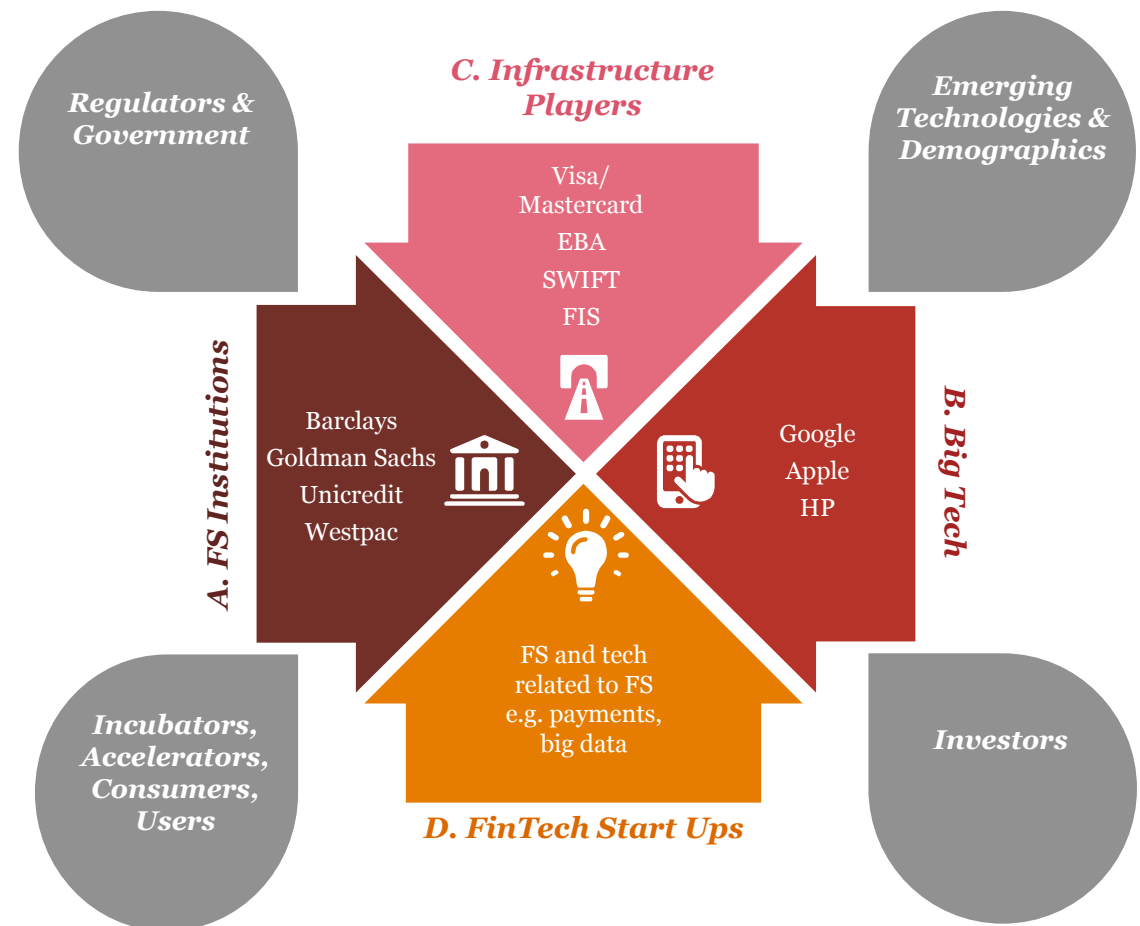 Regulators &
Government
C. Infrastructure
Players
Emerging
Technologies &
Demographics
Visa/
Mastercard
EBA
SWIFT
FIS
A. FS Institutions
Barclays
Goldman Sachs
Unicredit
Westpac
Google
Apple
HP
B. Big Tech
FS and tech
related to FS
e.g. payments,
big data
D. FinTech Start Ups
Incubators,
Accelerators,
Consumers,
Users
Investors